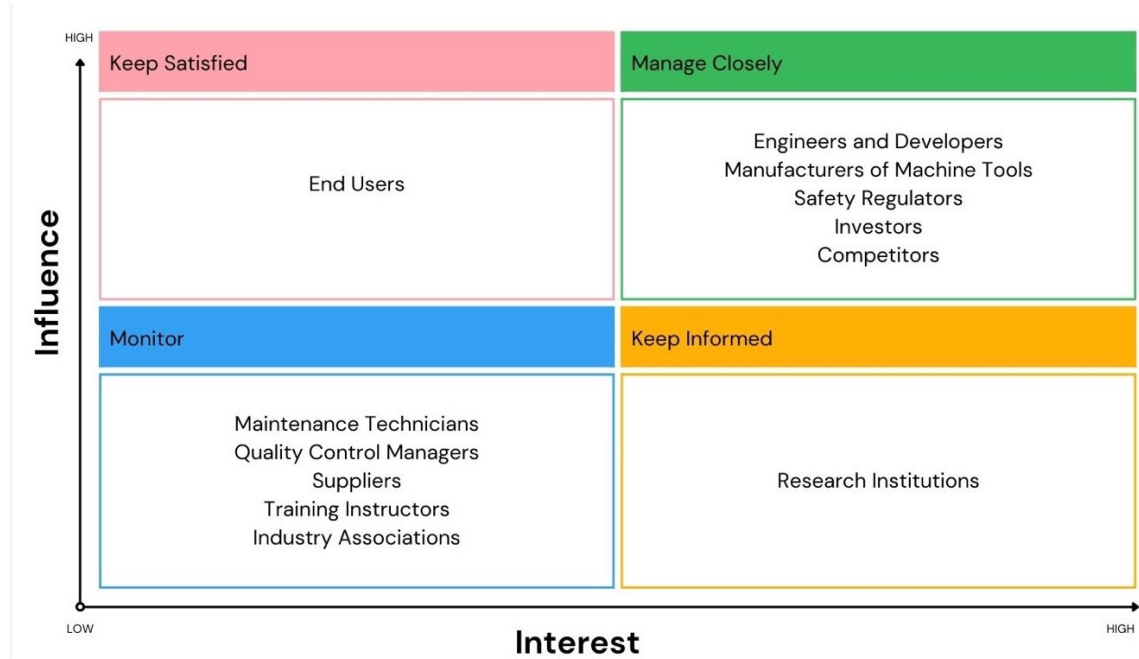 HIGH
Keep Satisfied
Manage Closely
End Users
Engineers and Developers
Manufacturers of Machine Tools
Safety Regulators
Investors
Competitors
Influence
Monitor
Keep Informed
Maintenance Technicians
Quality Control Managers
Suppliers
Training Instructors
Industry Associations
Research Institutions
LOW
Interest
HIGH